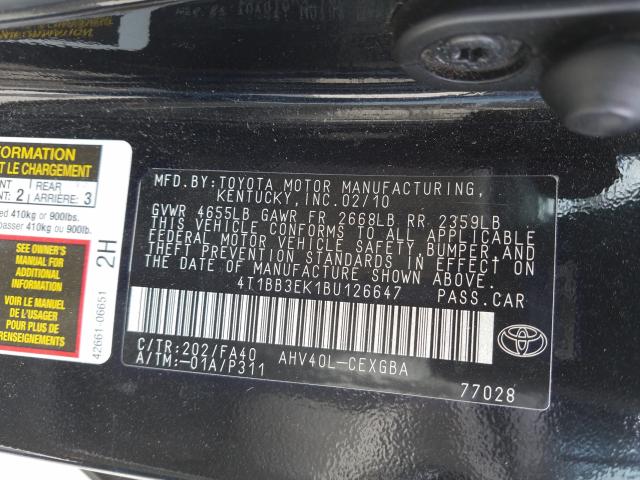 FORMATION
T LE CHARGEMENT
NT
NT: 2
REAR
ARRIÈRE: 3
ed 410kg or 900lbs.
passer 410kg ou 900lb.
SEE OWNER'S
MANUAL FOR
ADDITIONAL
INFORMATION
VOIR LE MANUEL
DE L'USAGER
POUR PLUS DE
RENSEIGNEMENTS
2H
42661-06651
MFD.BY:TOYOTA MOTOR MANUFACTURING,
KENTUCKY,INC.02/10
GVWR 4655LB GAWR FR 2668LB RR 2359LB
THIS VEHICLE CONFORMS TO ALL APPLICABLE
FEDERAL MOTOR VEHICLE SAFETY, BUMPER,AND
THEFT PREVENTION STANDARDS IN EFFECT ON
THE DATE OF MANUFACTURE SHOWN ABOVE.
4T1BB3EK1BU126647 PASS.CAR
C/TR:202/FA40 AHV40L-CEXGBA
A/TM:-01A/P311
TOYOTA
77028